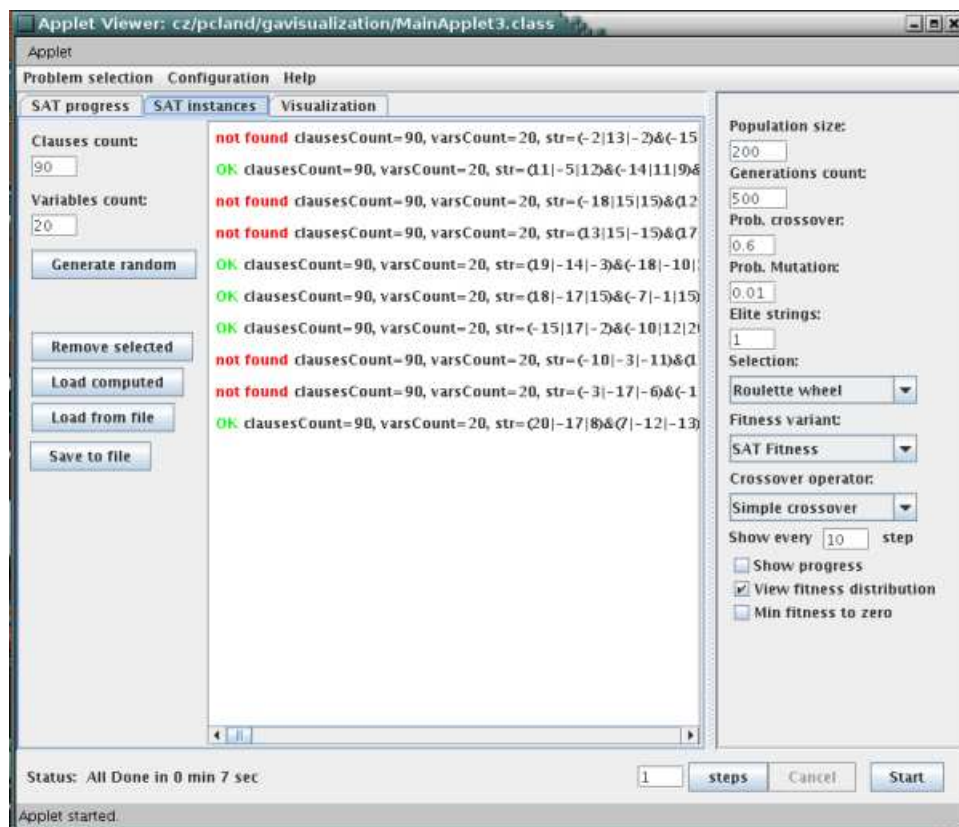 Applet Viewer: cz/pcland/gavisualization/MainApplet3.class
Applet
Problem selection Configuration Help
SAT progress SAT instances Visualization
Clauses count:
90
Variables count:
20
Generate random
Remove selected
Load computed
Load from file
Save to file
not found clausesCount=90, varsCount=20, str=(-2|13|-2)&(-15
OK clausesCount=90, varsCount=20, str=(11|-5|12)&(-14|11|9)&
not found clausesCount=90, varsCount=20, str=(-18|15|15)&(12
not found clausesCount=90, varsCount=20, str=(13|15|-15)&(17
OK clausesCount=90, varsCount=20, str=(19|-14|-3)&(-18|-10|
OK clausesCount=90, varsCount=20, str=(18|-17|15)&(-7|-1|15)
OK clausesCount=90, varsCount=20, str=(-15|17|-2)&(-10|12|20
not found clausesCount=90, varsCount=20, str=(-10|-3|-11)&(1
not found clausesCount=90, varsCount=20, str=(-3|-17|-6)&(-1
OK clausesCount=90, varsCount=20, str=(20|-17|8)&(7|-12|-13)
Population size:
200
Generations count:
500
Prob. crossover:
0.6
Prob. Mutation:
0.01
Elite strings:
1
Selection:
Roulette wheel
Fitness variant:
SAT Fitness
Crossover operator:
Simple crossover
Show every 10 step
Show progress
View fitness distribution
Min fitness to zero
Status: All Done in 0 min 7 sec
1 steps Cancel Start
Applet started.